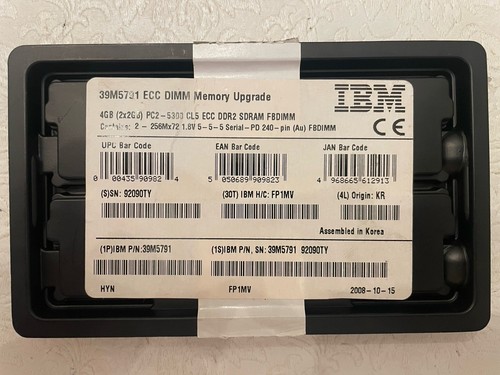 39M5791 ECC DIMM Memory Upgrade
IBM
4GB (2x2GB) PC2-5300 CL5 ECC DDR2 SDRAM FBDIMM
Contains: 2 - 256Mx72 1.8V 5-5-5 Serial-PD 240-pin (Au) FBDIMM
CE
UPC Bar Code EAN Bar Code JAN Bar Code
0 00435 90982 4 5 050689 909823 4 968665 612913
(S)SN: 92090TY (30T) IBM H/C: FP1MV (4L) Origin: KR
Assembled in Korea
(1P)IBM P/N:39M5791 (1S)IBM P/N, SN:39M5791 92090TY
HYN FP1MV 2008-10-15